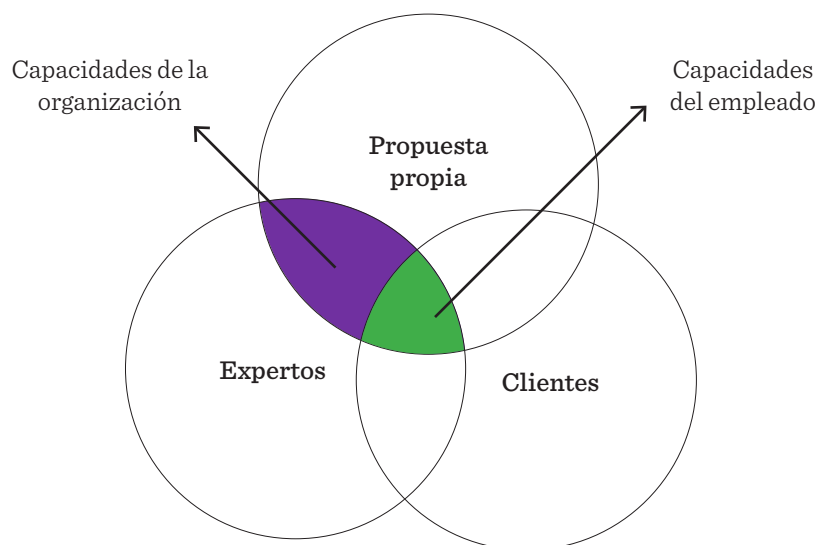 Capacidades de la
organización
Capacidades
del empleado
Propuesta
propia
Expertos
Clientes